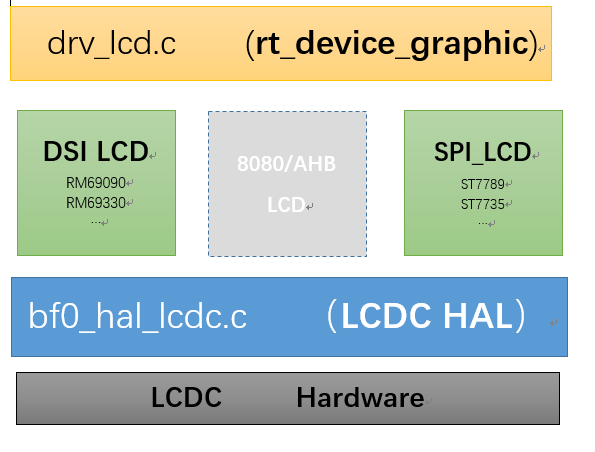 drv_lcd.c (rt_device_graphic)
DSI LCD
RM69090
RM69330
...
8080/AHB
LCD
SPI_LCD
ST7789
ST7735
...
bf0_hal_lcdc.c (LCDC HAL)
LCDC Hardware